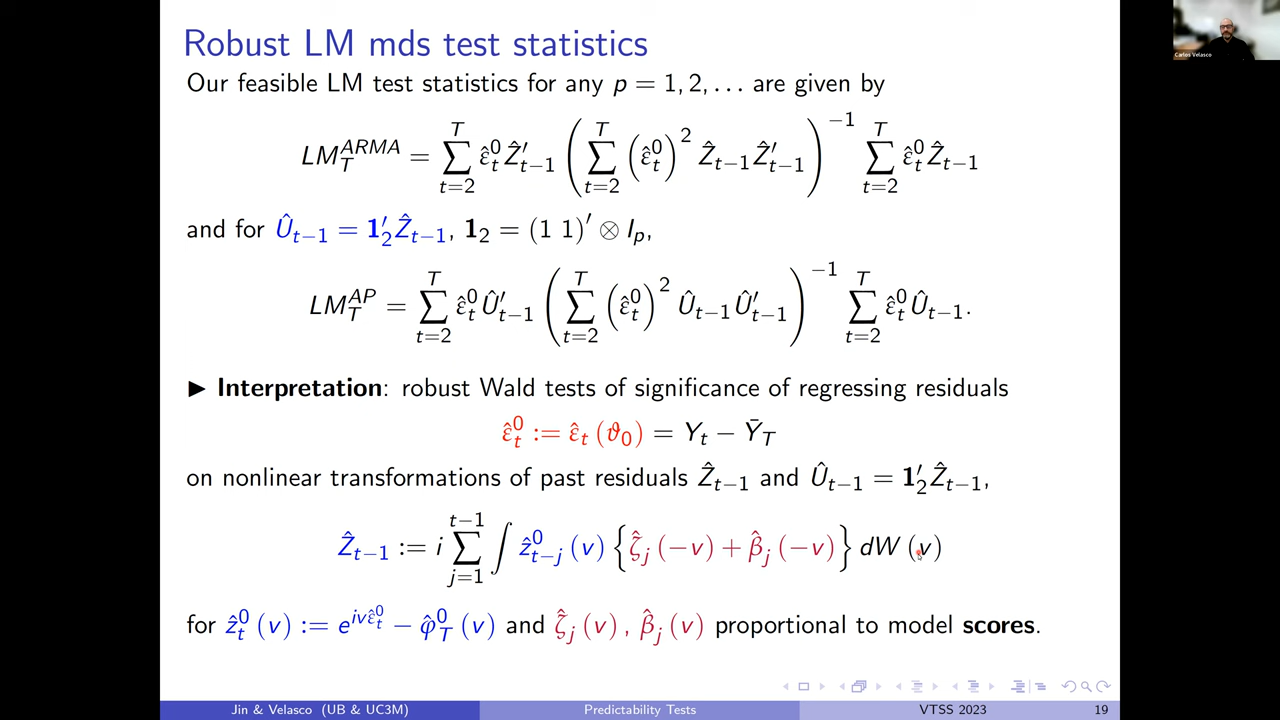 Robust LM mds test statistics
Our feasible LM test statistics for any p = 1, 2, . . . are given by
LM_T^{ARMA} = \sum_{t=2}^{T} \hat{ε}_t^0 \hat{Z}'_{t−1} ( \sum_{t=2}^{T} (\hat{ε}_t^0)^2 \hat{Z}_{t−1} \hat{Z}'_{t−1} )^{−1} \sum_{t=2}^{T} \hat{ε}_t^0 \hat{Z}_{t−1}
and for \hat{U}_{t−1} = 1'_2 \hat{Z}_{t−1}, 1_2 = (1 1)' ⊗ I_p,
LM_T^{AP} = \sum_{t=2}^{T} \hat{ε}_t^0 \hat{U}'_{t−1} ( \sum_{t=2}^{T} (\hat{ε}_t^0)^2 \hat{U}_{t−1} \hat{U}'_{t−1} )^{−1} \sum_{t=2}^{T} \hat{ε}_t^0 \hat{U}_{t−1}.
▶ Interpretation: robust Wald tests of significance of regressing residuals
\hat{ε}_t^0 := \hat{ε}_t (ϑ_0) = Y_t − \bar{Y}_T
on nonlinear transformations of past residuals \hat{Z}_{t−1} and \hat{U}_{t−1} = 1'_2 \hat{Z}_{t−1},
\hat{Z}_{t−1} := i \sum_{j=1}^{t−1} ∫ \hat{z}_{t−j}^0 (v) { \hat{ζ}_j (−v) + \hat{β}_j (−v) } dW (v)
for \hat{z}_t^0 (v) := e^{iv\hat{ε}_t^0} − \hat{φ}_T^0 (v) and \hat{ζ}_j (v) , \hat{β}_j (v) proportional to model scores.
Jin & Velasco (UB & UC3M)
Predictability Tests
VTSS 2023
19
Carlos Velasco